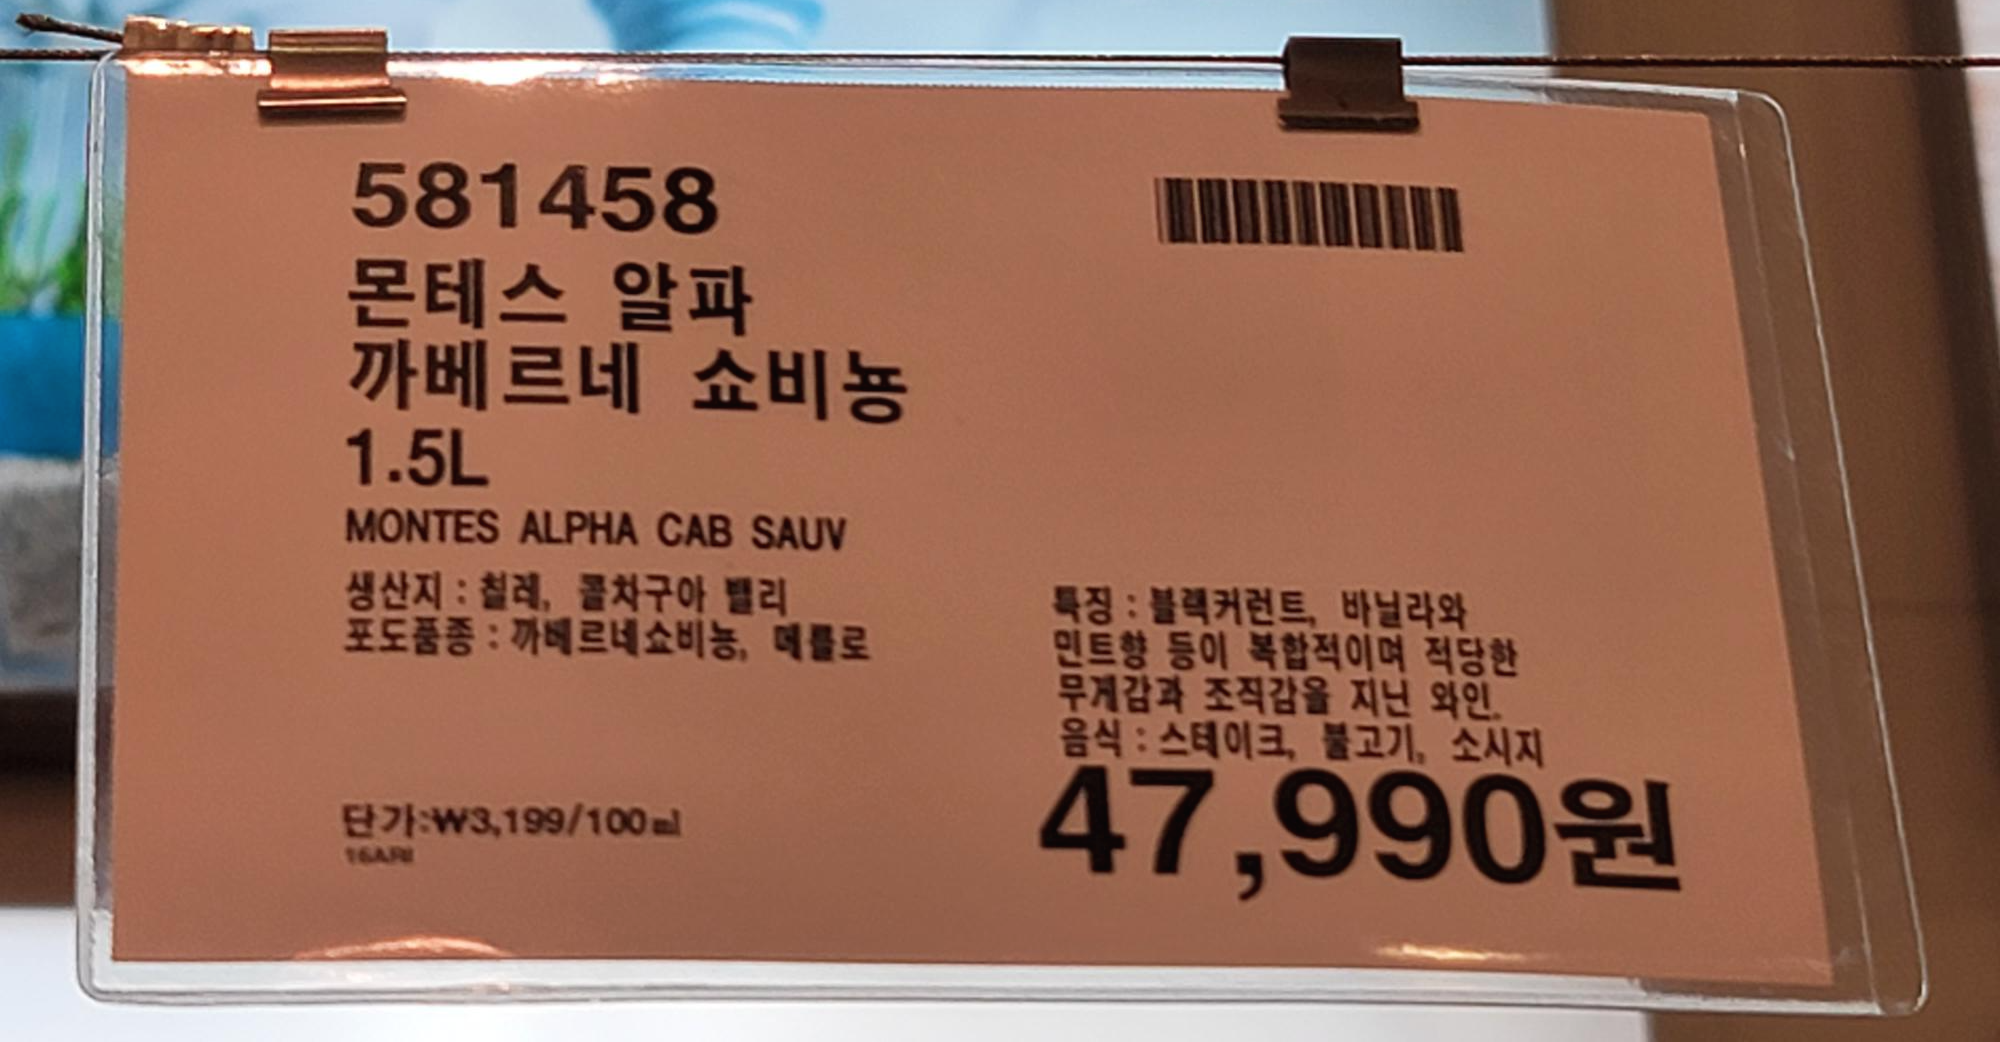 581458
몬테스 알파
까베르네 쇼비뇽
1.5L
MONTES ALPHA CAB SAUV
생산지 : 칠레, 콜차구아 밸리
포도품종 : 까베르네쇼비뇽, 메를로
특징 : 블랙커런트, 바닐라와
민트향 등이 복합적이며 적당한
무게감과 조직감을 지닌 와인.
음식 : 스테이크, 불고기, 소시지
47,990원
단가:₩3,199/100㎖